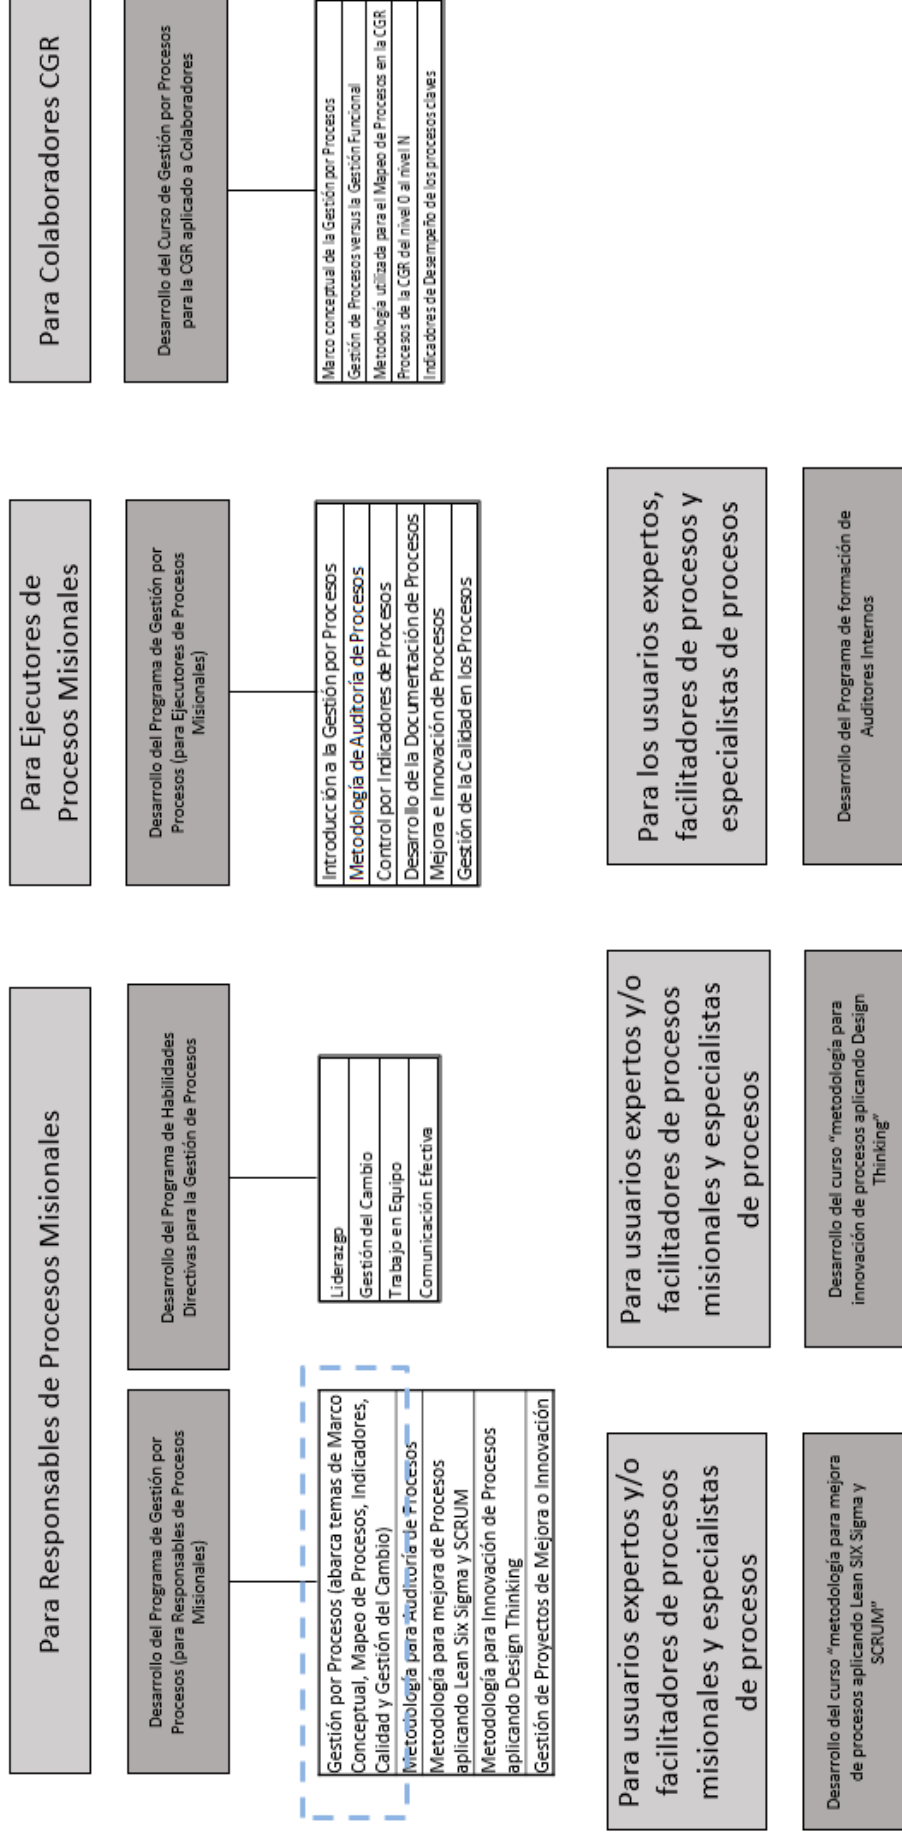 Para Responsables de Procesos Misionales
Desarrollo del Programa de Gestión por
Procesos (para Responsables de Procesos
Misionales)
Gestión por Procesos (abarca temas de Marco
Conceptual, Mapeo de Procesos, Indicadores,
Calidad y Gestión del Cambio)
Metodología para Auditoría de Procesos
Metodología para mejora de Procesos
aplicando Lean Six Sigma y SCRUM
Metodología para Innovación de Procesos
aplicando Design Thinking
Gestión de Proyectos de Mejora o Innovación
Desarrollo del Programa de Habilidades
Directivas para la Gestión de Procesos
Liderazgo
Gestión del Cambio
Trabajo en Equipo
Comunicación Efectiva
Para Ejecutores de
Procesos Misionales
Desarrollo del Programa de Gestión por
Procesos (para Ejecutores de Procesos
Misionales)
Introducción a la Gestión por Procesos
Metodología de Auditoría de Procesos
Control por Indicadores de Procesos
Desarrollo de la Documentación de Procesos
Mejora e Innovación de Procesos
Gestión de la Calidad en los Procesos
Para Colaboradores CGR
Desarrollo del Curso de Gestión por Procesos
para la CGR aplicado a Colaboradores
Marco conceptual de la Gestión por Procesos
Gestión de Procesos versus la Gestión Funcional
Metodología utilizada para el Mapeo de Procesos en la CGR
Procesos de la CGR del nivel 0 al nivel N
Indicadores de Desempeño de los procesos claves
Para usuarios expertos y/o
facilitadores de procesos
misionales y especialistas
de procesos
Desarrollo del curso "metodología para mejora
de procesos aplicando Lean SIX Sigma y
SCRUM"
Para usuarios expertos y/o
facilitadores de procesos
misionales y especialistas
de procesos
Desarrollo del curso "metodología para
innovación de procesos aplicando Design
Thinking"
Para los usuarios expertos,
facilitadores de procesos y
especialistas de procesos
Desarrollo del Programa de formación de
Auditores Internos